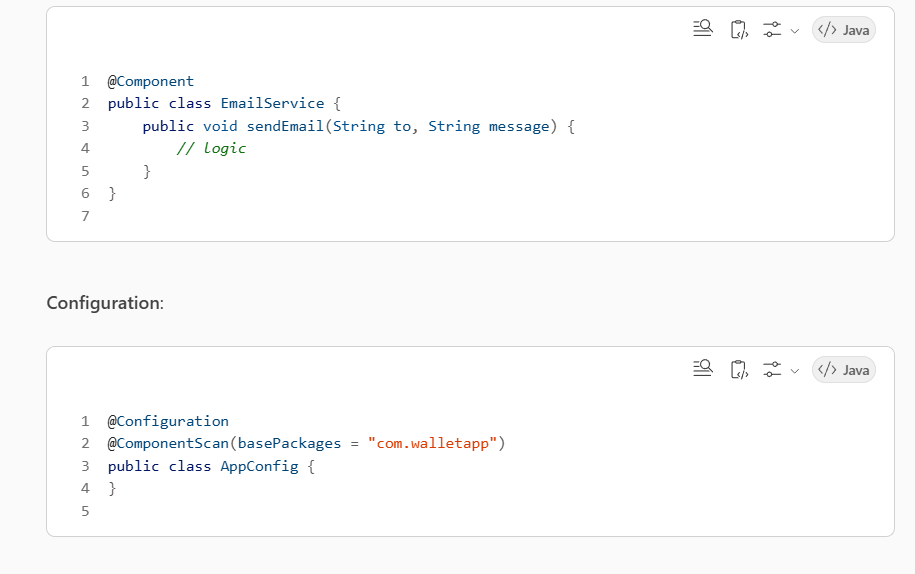 </> Java
1 @Component
2 public class EmailService {
3     public void sendEmail(String to, String message) {
4         // logic
5     }
6 }
7
Configuration:
</> Java
1 @Configuration
2 @ComponentScan(basePackages = "com.walletapp")
3 public class AppConfig {
4 }
5